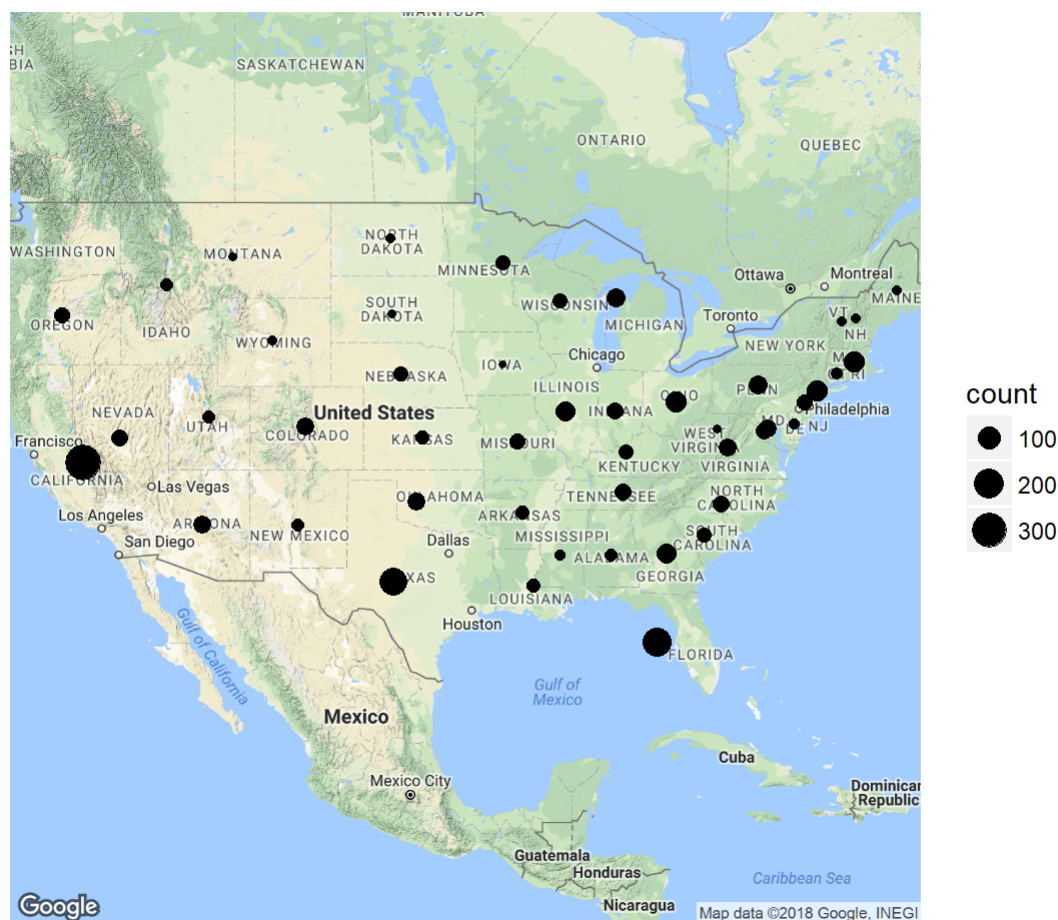 MANITOBA
SH
BIA
SASKATCHEWAN
ONTARIO
QUEBEC
NORTH
DAKOTA
WASHINGTON
MONTANA
MINNESOTA
Ottawa
Montreal
MAINE
SOUTH
DAKOTA
WISCONSIN
MICHIGAN
Toronto
VT
NH
OREGON
IDAHO
WYOMING
NEW YORK
Chicago
IOWA
NEBRASKA
ILLINOIS
PENN
CT RI
NEVADA
United States
INDIANA
OHIO
Philadelphia
UTAH
COLORADO
KANSAS
MISSOURI
WEST
VIRGINIA
MD
DE NJ
Francisco
CALIFORNIA
KENTUCKY
VIRGINIA
Las Vegas
OKLAHOMA
TENNESSEE
NORTH
CAROLINA
Los Angeles
ARIZONA
NEW MEXICO
ARKANSAS
San Diego
Dallas
MISSISSIPPI
ALABAMA
SOUTH
CAROLINA
GEORGIA
XAS
LOUISIANA
Houston
FLORIDA
Gulf of California
Gulf of
Mexico
Mexico
Cuba
Mexico City
Dominican
Republic
Guatemala
Honduras
Caribbean Sea
Nicaragua
Google
Map data ©2018 Google, INEGI
count
100
200
300